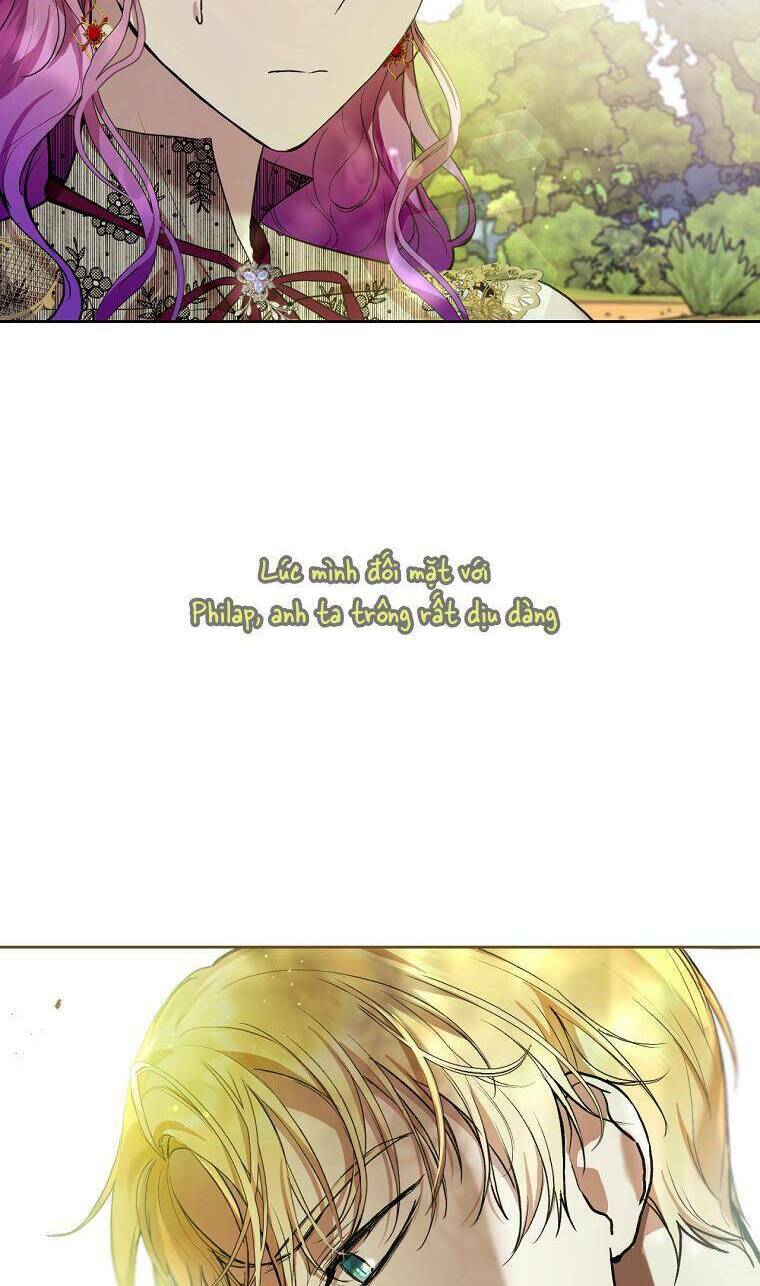 Lúc mình đối mặt với
Philap, anh ta trông rất dịu dàng